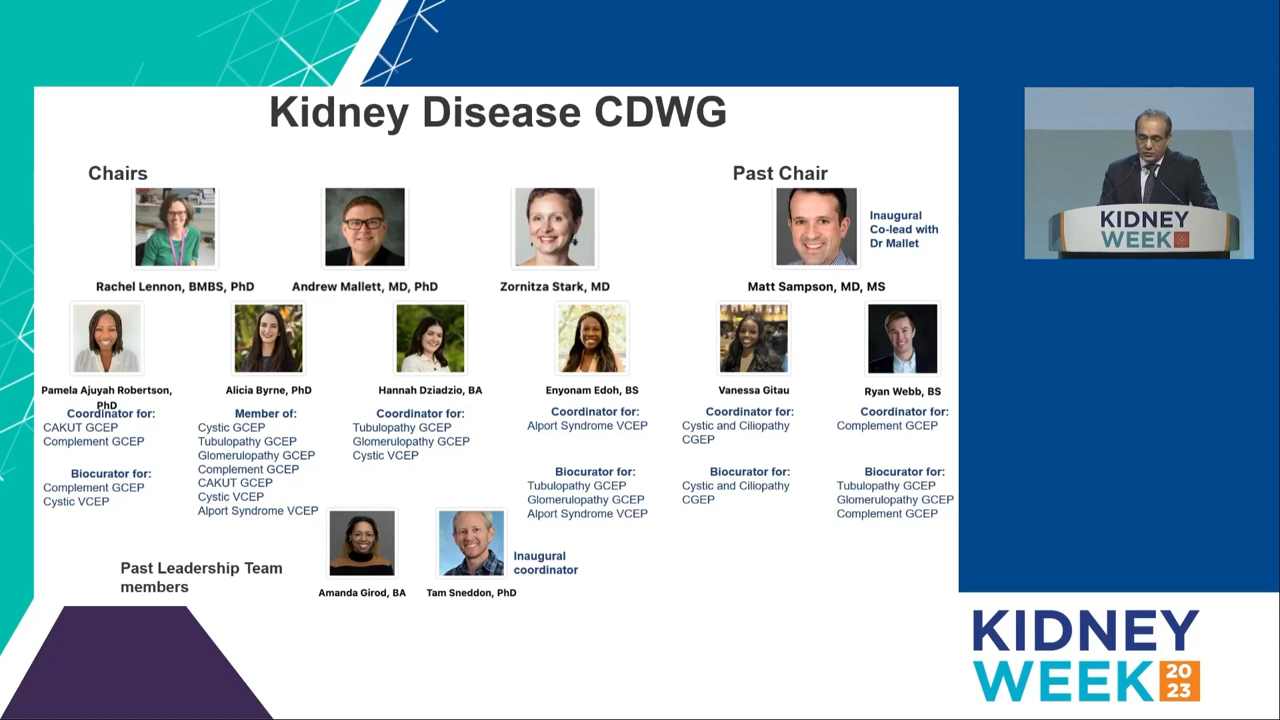 Kidney Disease CDWG
Chairs
Past Chair
Inaugural
Co-lead with
Dr Mallet
Rachel Lennon, BMBS, PhD
Andrew Mallett, MD, PhD
Zornitza Stark, MD
Matt Sampson, MD, MS
Pamela Ajuyah Robertson,
PhD
Coordinator for:
CAKUT GCEP
Complement GCEP
Biocurator for:
Complement GCEP
Cystic VCEP
Alicia Byrne, PhD
Member of:
Cystic GCEP
Tubulopathy GCEP
Glomerulopathy GCEP
Complement GCEP
CAKUT GCEP
Cystic VCEP
Alport Syndrome VCEP
Hannah Dziadzio, BA
Coordinator for:
Tubulopathy GCEP
Glomerulopathy GCEP
Cystic VCEP
Enyonam Edoh, BS
Coordinator for:
Alport Syndrome VCEP
Biocurator for:
Tubulopathy GCEP
Glomerulopathy GCEP
Alport Syndrome VCEP
Vanessa Gitau
Coordinator for:
Cystic and Ciliopathy
CGEP
Biocurator for:
Cystic and Ciliopathy
CGEP
Ryan Webb, BS
Coordinator for:
Complement GCEP
Biocurator for:
Tubulopathy GCEP
Glomerulopathy GCEP
Complement GCEP
Past Leadership Team
members
Amanda Girod, BA
Tam Sneddon, PhD
Inaugural
coordinator
KIDNEY
WEEK
KIDNEY
WEEK 20
23